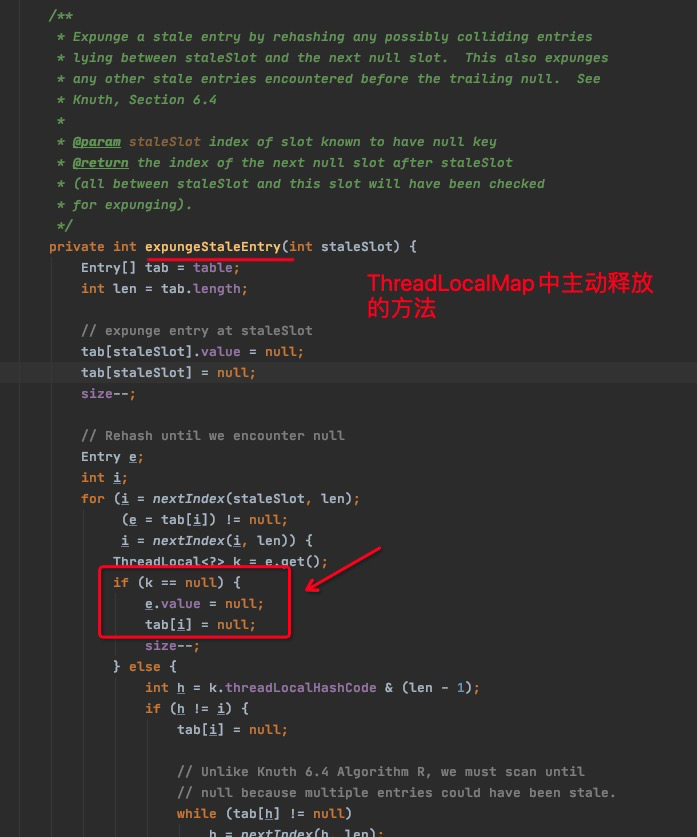 /**
 * Expunge a stale entry by rehashing any possibly colliding entries
 * lying between staleSlot and the next null slot.  This also expunges
 * any other stale entries encountered before the trailing null.  See
 * Knuth, Section 6.4
 *
 * @param staleSlot index of slot known to have null key
 * @return the index of the next null slot after staleSlot
 * (all between staleSlot and this slot will have been checked
 * for expunging).
 */
private int expungeStaleEntry(int staleSlot) {
    Entry[] tab = table;
    int len = tab.length;
ThreadLocalMap中主动释放
的方法
    // expunge entry at staleSlot
    tab[staleSlot].value = null;
    tab[staleSlot] = null;
    size--;
    // Rehash until we encounter null
    Entry e;
    int i;
    for (i = nextIndex(staleSlot, len);
         (e = tab[i]) != null;
         i = nextIndex(i, len)) {
        ThreadLocal<?> k = e.get();
        if (k == null) {
            e.value = null;
            tab[i] = null;
            size--;
        } else {
            int h = k.threadLocalHashCode & (len - 1);
            if (h != i) {
                tab[i] = null;
                // Unlike Knuth 6.4 Algorithm R, we must scan until
                // null because multiple entries could have been stale.
                while (tab[h] != null)
                    h = nextIndex(h, len);